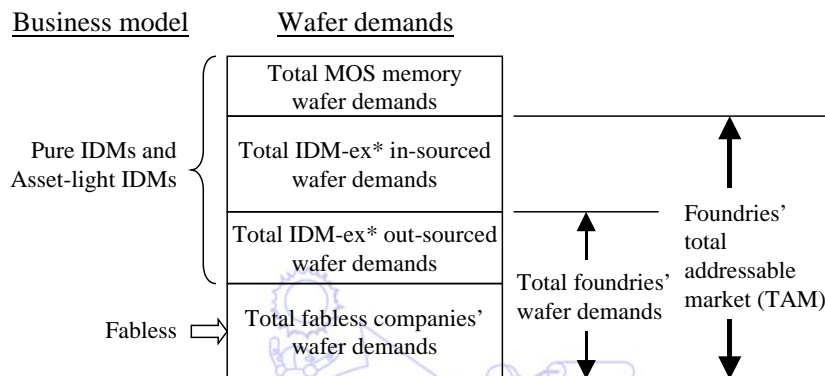 Business model
Wafer demands
Total MOS memory
wafer demands
Pure IDMs and
Asset-light IDMs
Total IDM-ex* in-sourced
wafer demands
Total IDM-ex* out-sourced
wafer demands
Fabless
Total fabless companies’
wafer demands
Total foundries’
wafer demands
Foundries’
total
addressable
market (TAM)